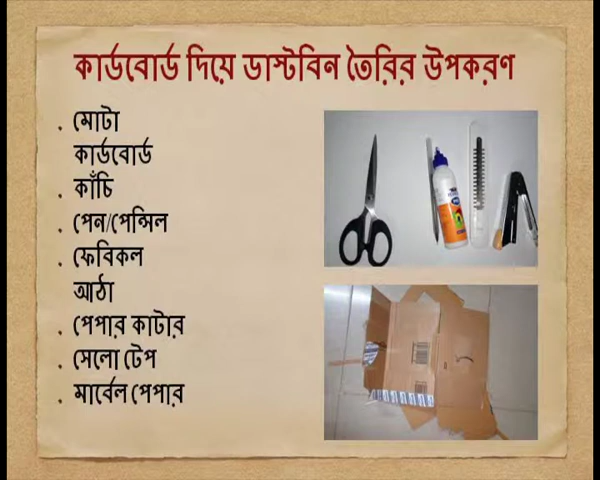 কার্ডবোর্ড দিয়ে ডাস্টবিন তৈরির উপকরণ
. মোটা
কার্ডবোর্ড
. কাঁচি
. পেন/পেন্সিল
. ফেবিকল
আঠা
. পেপার কাটার
. সেলো টেপ
. মার্বেল পেপার